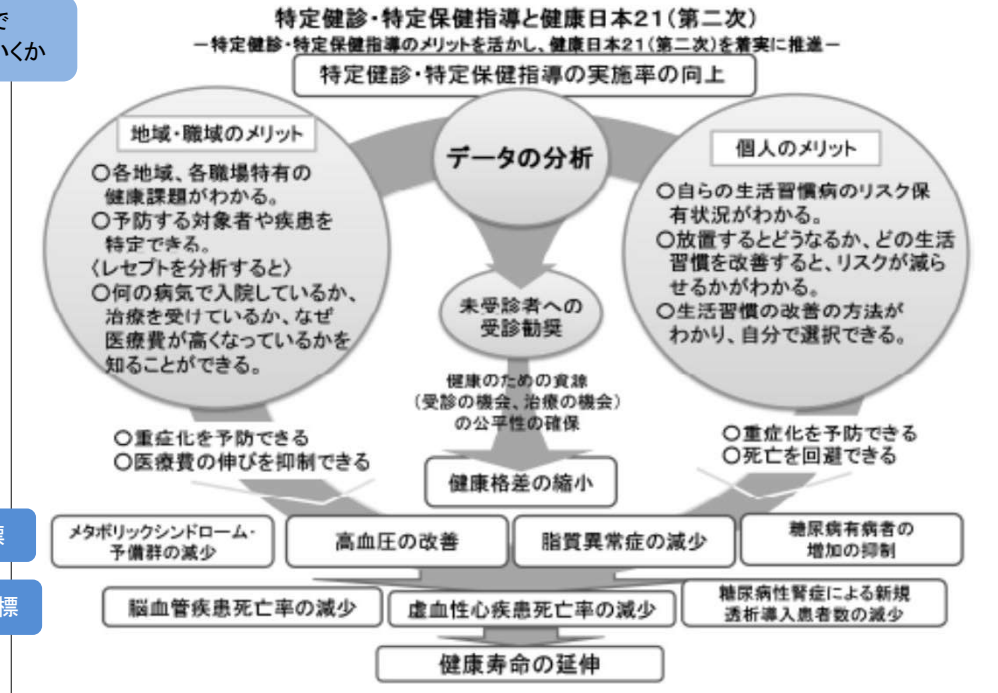 で
いくか
特定健診・特定保健指導と健康日本21(第二次)
－特定健診・特定保健指導のメリットを活かし、健康日本21(第二次)を着実に推進－
特定健診・特定保健指導の実施率の向上
地域・職域のメリット
○各地域、各職場特有の
健康課題がわかる。
○予防する対象者や疾患を
特定できる。
〈レセプトを分析すると〉
○何の病気で入院しているか、
治療を受けているか、なぜ
医療費が高くなっているかを
知ることができる。
データの分析
個人のメリット
○自らの生活習慣病のリスク保
有状況がわかる。
○放置するとどうなるか、どの生活
習慣を改善すると、リスクが減ら
せるかがわかる。
○生活習慣の改善の方法が
わかり、自分で選択できる。
未受診者への
受診勧奨
健康のための資源
(受診の機会、治療の機会)
の公平性の確保
○重症化を予防できる
○医療費の伸びを抑制できる
○重症化を予防できる
○死亡を回避できる
健康格差の縮小
標
メタボリックシンドローム・
予備群の減少
高血圧の改善
脂質異常症の減少
糖尿病有病者の
増加の抑制
標
脳血管疾患死亡率の減少
虚血性心疾患死亡率の減少
糖尿病性腎症による新規
透析導入患者数の減少
健康寿命の延伸